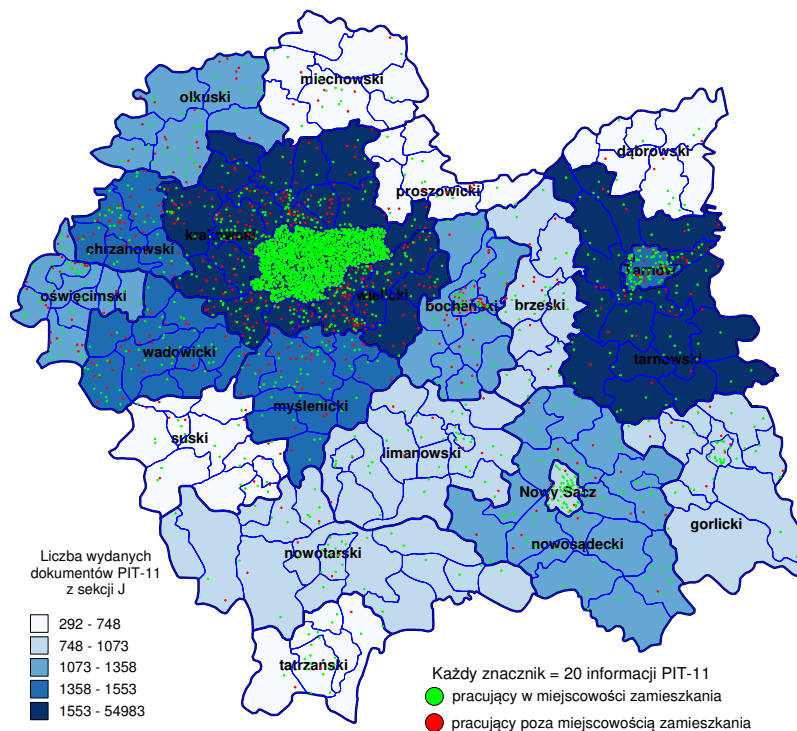 miechowski
olkuski
dąbrowski
proszowicki
krakowski
chrzanowski
Tarnów
oświęcimski
wielicki
bocheński
brzeski
wadowicki
tarnowski
myślenicki
suski
limanowski
Nowy Sącz
gorlicki
nowotarski
nowosądecki
tatrzański
Liczba wydanych
dokumentów PIT-11
z sekcji J
292 - 748
748 - 1073
1073 - 1358
1358 - 1553
1553 - 54983
Każdy znacznik = 20 informacji PIT-11
pracujący w miejscowości zamieszkania
pracujący poza miejscowością zamieszkania